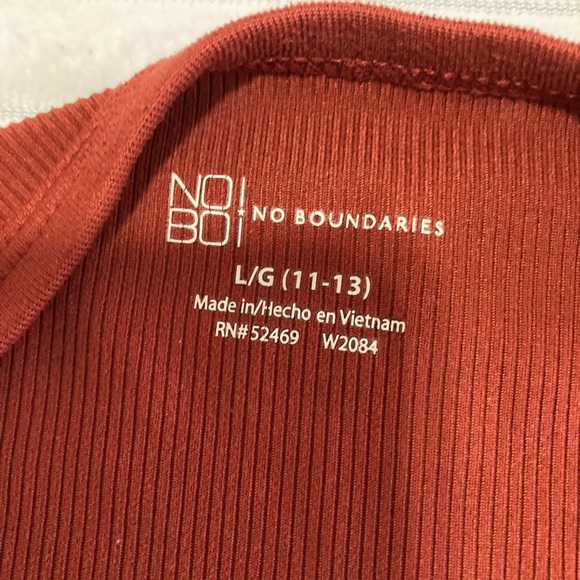 NO
BO
NO BOUNDARIES
L/G (11-13)
Made in/Hecho en Vietnam
RN# 52469 W2084